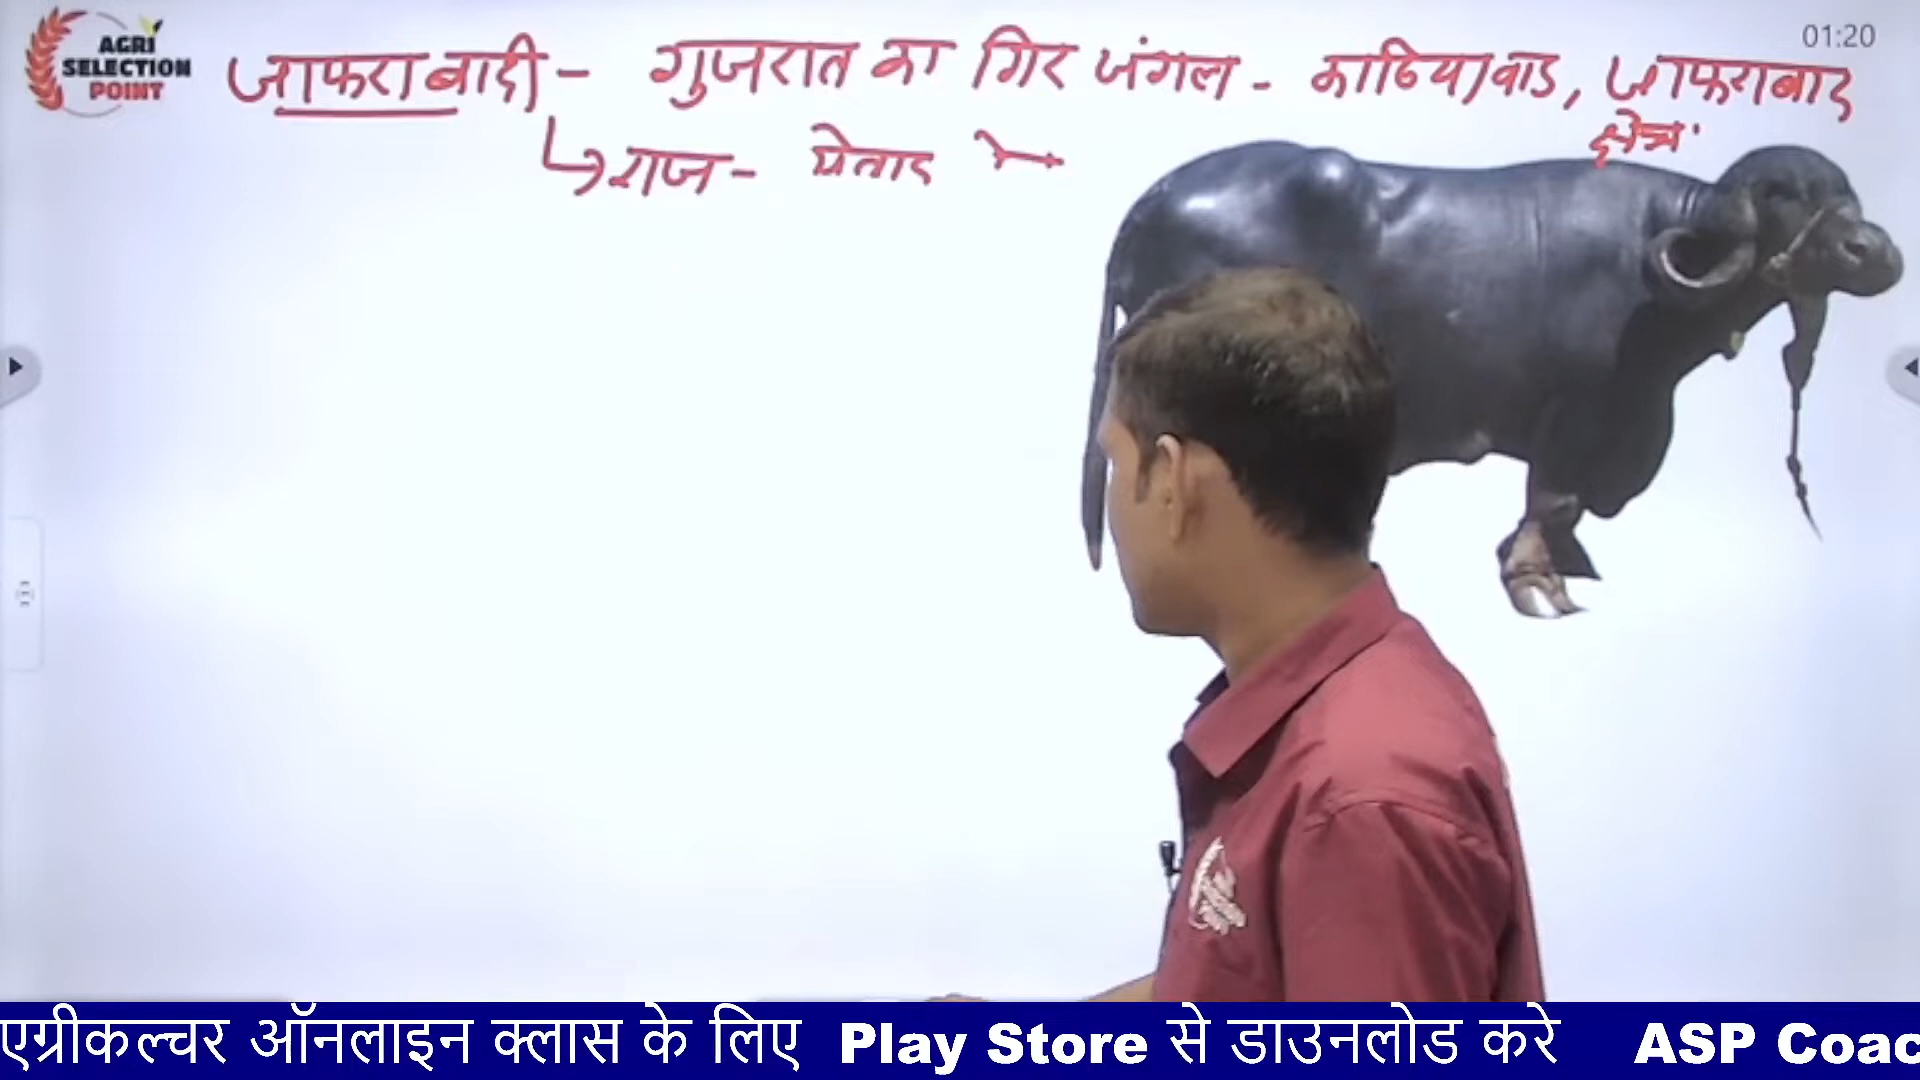 AGRI
SELECTION
POINT
01:20
जाफराबादी - गुजरात का गिर जंगल - काठियावाड, जाफराबाद
क्षेत्र
राज -
एग्रीकल्चर ऑनलाइन क्लास के लिए Play Store से डाउनलोड करे ASP Coac